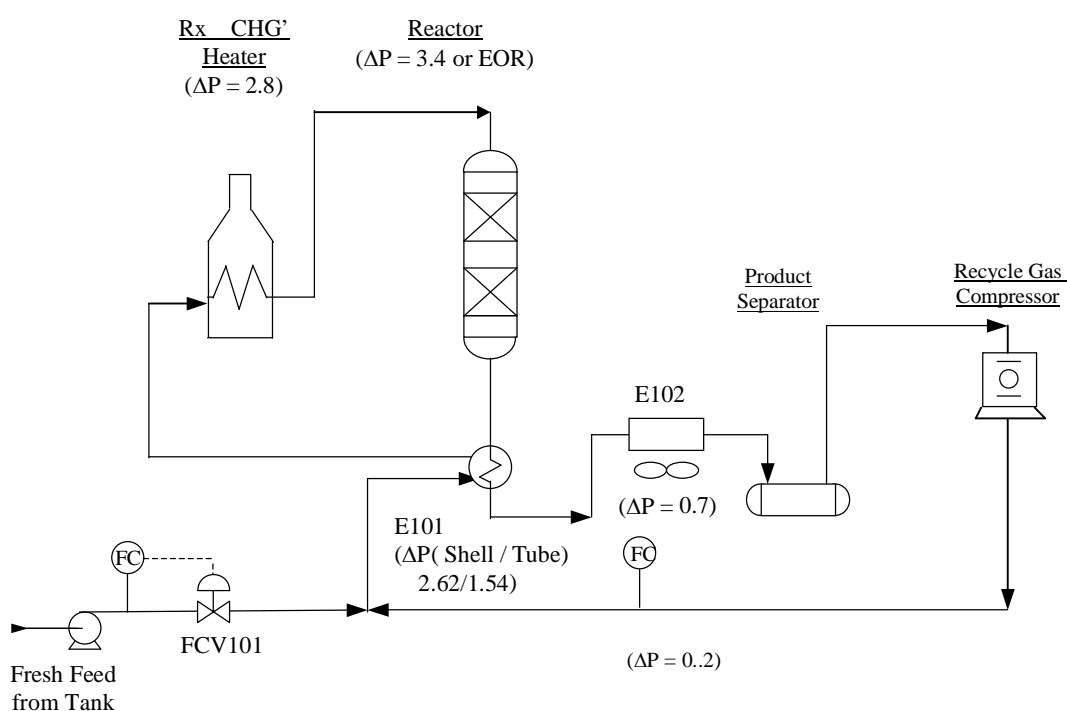 Rx CHG’
Heater
(ΔP = 2.8)
Reactor
(ΔP = 3.4 or EOR)
Product
Separator
Recycle Gas
Compressor
E102
(ΔP = 0.7)
E101
(ΔP( Shell / Tube)
2.62/1.54)
FC
FC
FCV101
(ΔP = 0..2)
Fresh Feed
from Tank